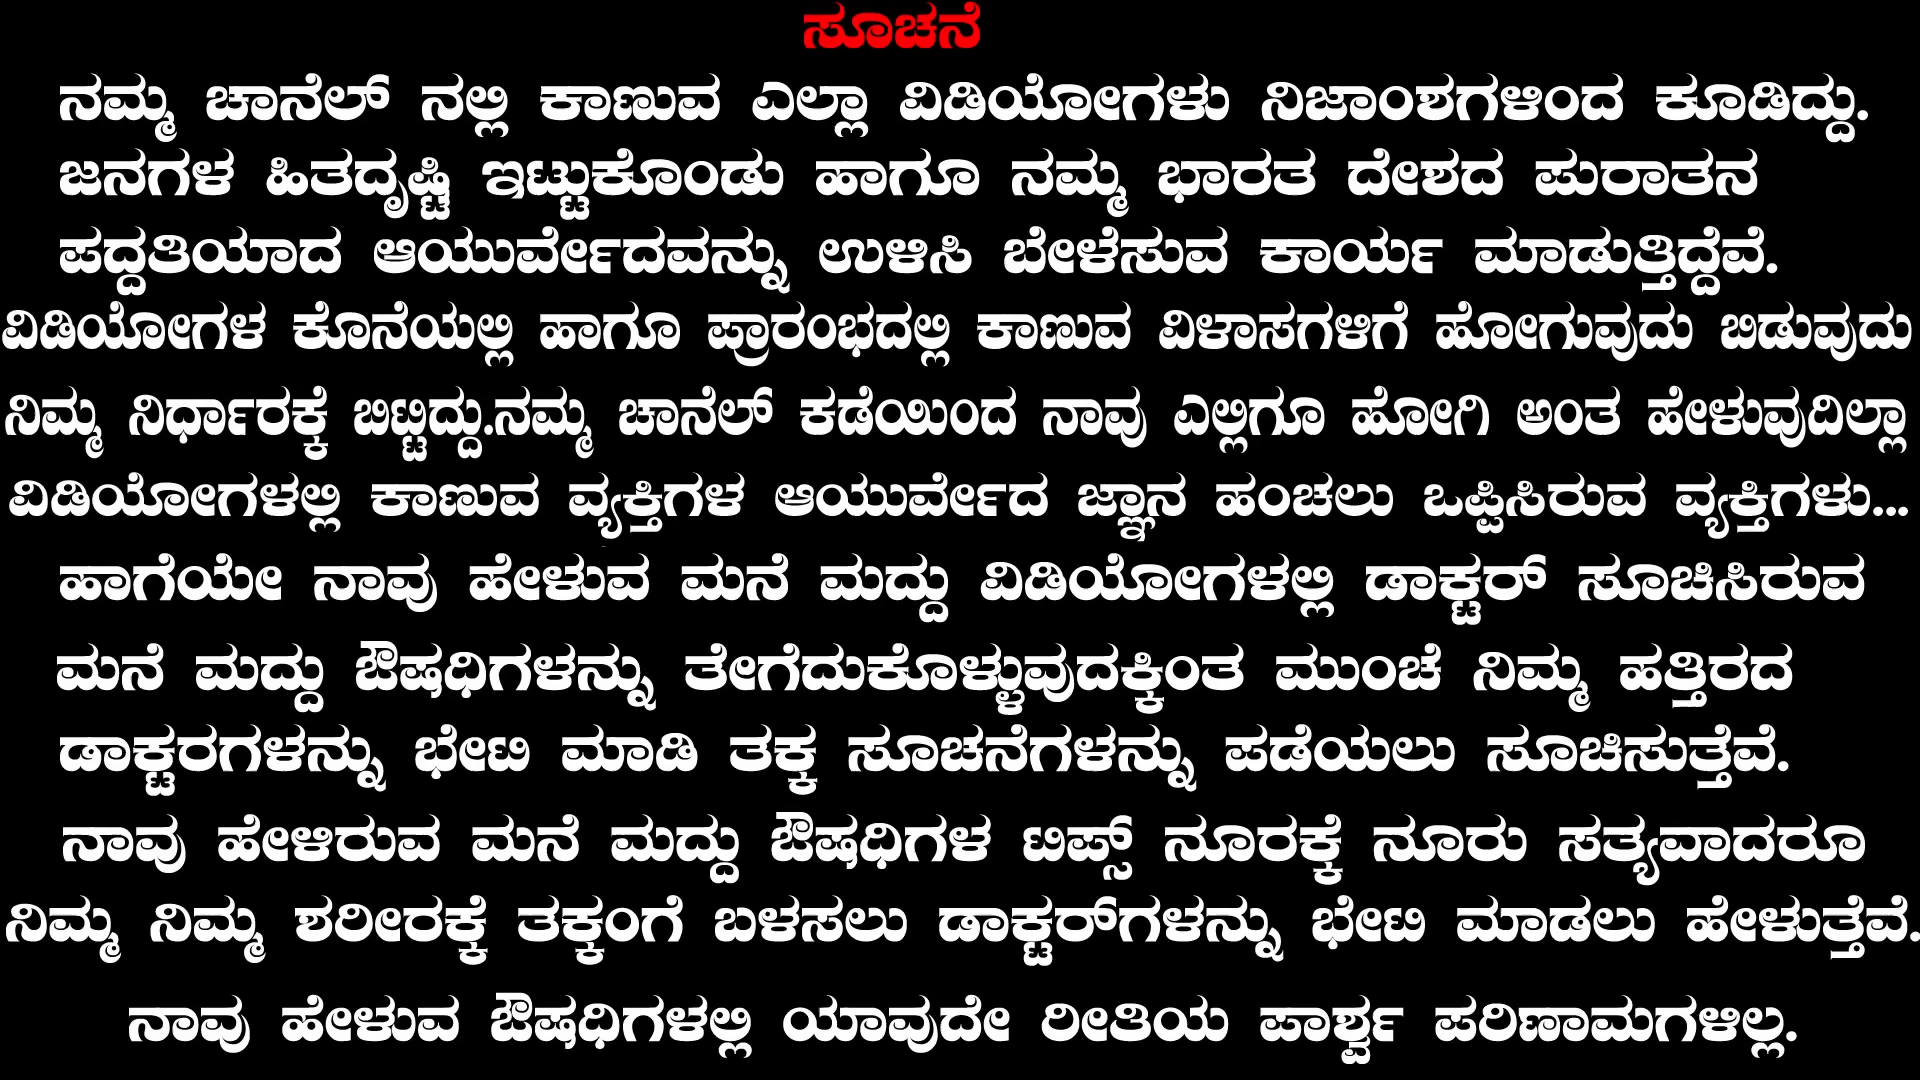 ಸೂಚನೆ
ನಮ್ಮ ಚಾನೆಲ್ ನಲ್ಲಿ ಕಾಣುವ ಎಲ್ಲಾ ವಿಡಿಯೋಗಳು ನಿಜಾಂಶಗಳಿಂದ ಕೂಡಿದ್ದು.
ಜನಗಳ ಹಿತದೃಷ್ಟಿ ಇಟ್ಟುಕೊಂಡು ಹಾಗೂ ನಮ್ಮ ಭಾರತ ದೇಶದ ಪುರಾತನ
ಪದ್ದತಿಯಾದ ಆಯುರ್ವೇದವನ್ನು ಉಳಿಸಿ ಬೇಳೆಸುವ ಕಾರ್ಯ ಮಾಡುತ್ತಿದ್ದೆವೆ.
ವಿಡಿಯೋಗಳ ಕೊನೆಯಲ್ಲಿ ಹಾಗೂ ಪ್ರಾರಂಭದಲ್ಲಿ ಕಾಣುವ ವಿಳಾಸಗಳಿಗೆ ಹೋಗುವುದು ಬಿಡುವುದು
ನಿಮ್ಮ ನಿರ್ಧಾರಕ್ಕೆ ಬಿಟ್ಟಿದ್ದು.ನಮ್ಮ ಚಾನೆಲ್ ಕಡೆಯಿಂದ ನಾವು ಎಲ್ಲಿಗೂ ಹೋಗಿ ಅಂತ ಹೇಳುವುದಿಲ್ಲಾ
ವಿಡಿಯೋಗಳಲ್ಲಿ ಕಾಣುವ ವ್ಯಕ್ತಿಗಳ ಆಯುರ್ವೇದ ಜ್ಞಾನ ಹಂಚಲು ಒಪ್ಪಿಸಿರುವ ವ್ಯಕ್ತಿಗಳು...
ಹಾಗೆಯೇ ನಾವು ಹೇಳುವ ಮನೆ ಮದ್ದು ವಿಡಿಯೋಗಳಲ್ಲಿ ಡಾಕ್ಟರ್ ಸೂಚಿಸಿರುವ
ಮನೆ ಮದ್ದು ಔಷಧಿಗಳನ್ನು ತೇಗೆದುಕೊಳ್ಳುವುದಕ್ಕಿಂತ ಮುಂಚೆ ನಿಮ್ಮ ಹತ್ತಿರದ
ಡಾಕ್ಟರಗಳನ್ನು ಭೇಟಿ ಮಾಡಿ ತಕ್ಕ ಸೂಚನೆಗಳನ್ನು ಪಡೆಯಲು ಸೂಚಿಸುತ್ತೆವೆ.
ನಾವು ಹೇಳಿರುವ ಮನೆ ಮದ್ದು ಔಷಧಿಗಳ ಟಿಪ್ಸ್ ನೂರಕ್ಕೆ ನೂರು ಸತ್ಯವಾದರೂ
ನಿಮ್ಮ ನಿಮ್ಮ ಶರೀರಕ್ಕೆ ತಕ್ಕಂಗೆ ಬಳಸಲು ಡಾಕ್ಟರ್‌ಗಳನ್ನು ಭೇಟಿ ಮಾಡಲು ಹೇಳುತ್ತೆವೆ.
ನಾವು ಹೇಳುವ ಔಷಧಿಗಳಲ್ಲಿ ಯಾವುದೇ ರೀತಿಯ ಪಾರ್ಶ್ವ ಪರಿಣಾಮಗಳಿಲ್ಲ.